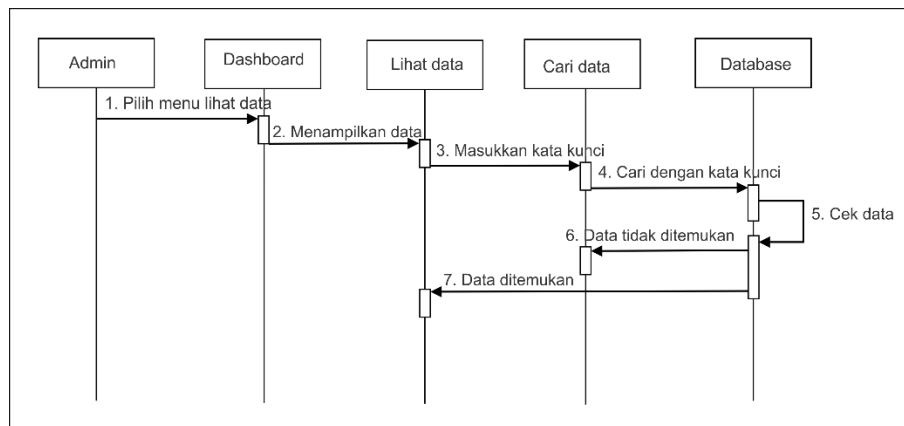 Admin
Dashboard
Lihat data
Cari data
Database
1. Pilih menu lihat data
2. Menampilkan data
3. Masukkan kata kunci
4. Cari dengan kata kunci
5. Cek data
6. Data tidak ditemukan
7. Data ditemukan